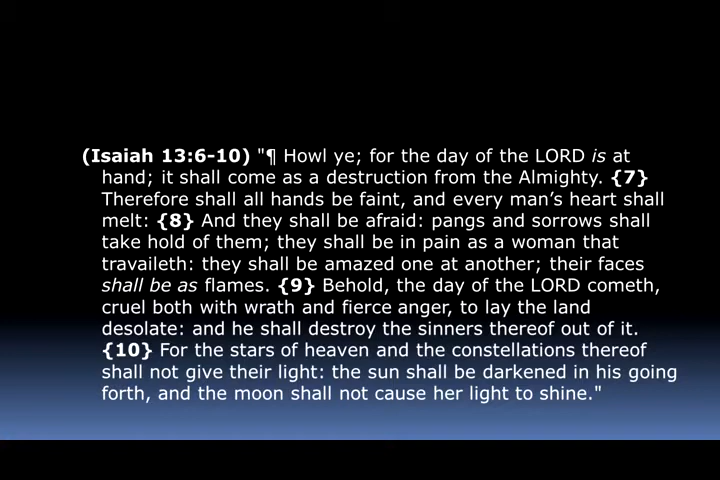 (Isaiah 13:6-10) "¶ Howl ye; for the day of the LORD is at
hand; it shall come as a destruction from the Almighty. {7}
Therefore shall all hands be faint, and every man’s heart shall
melt: {8} And they shall be afraid: pangs and sorrows shall
take hold of them; they shall be in pain as a woman that
travaileth: they shall be amazed one at another; their faces
shall be as flames. {9} Behold, the day of the LORD cometh,
cruel both with wrath and fierce anger, to lay the land
desolate: and he shall destroy the sinners thereof out of it.
{10} For the stars of heaven and the constellations thereof
shall not give their light: the sun shall be darkened in his going
forth, and the moon shall not cause her light to shine."